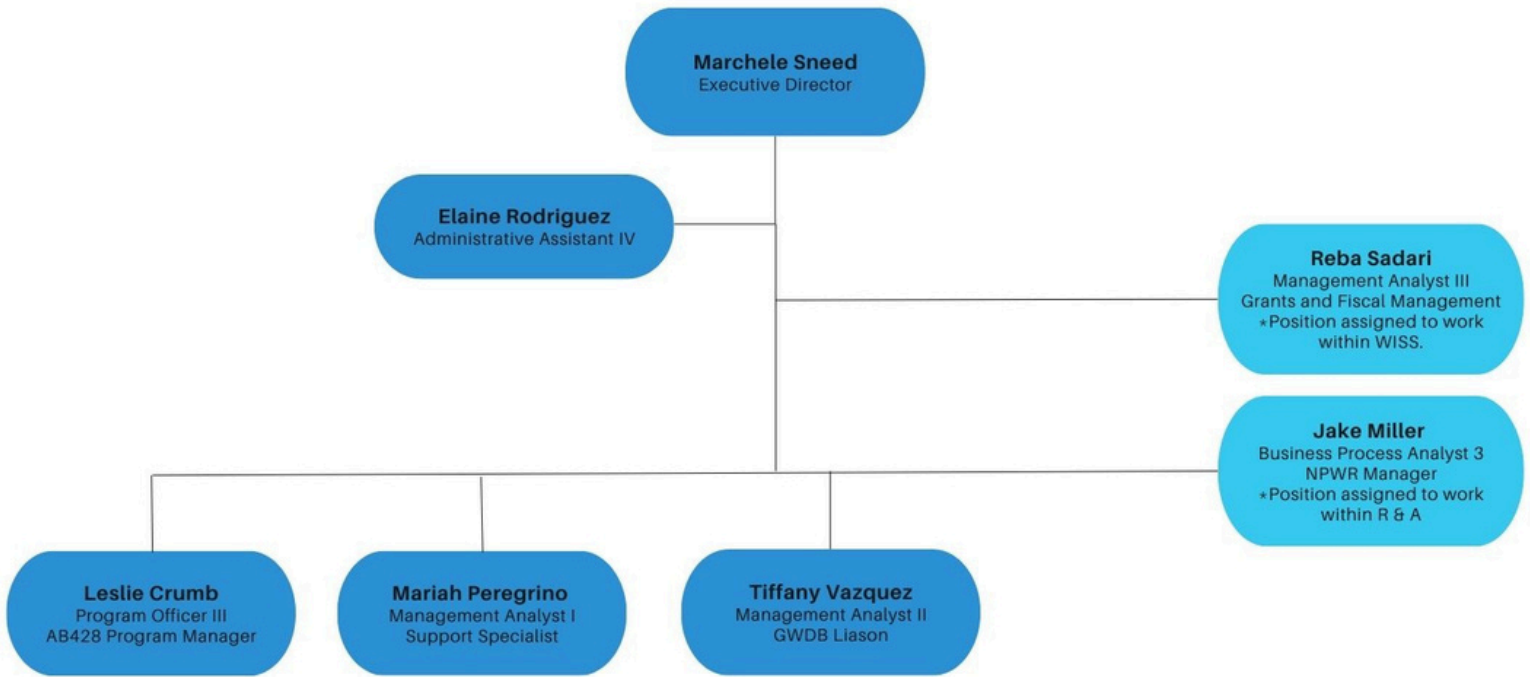 Marchele Sneed
Executive Director
Elaine Rodriguez
Administrative Assistant IV
Reba Sadari
Management Analyst III
Grants and Fiscal Management
*Position assigned to work
within WISS.
Jake Miller
Business Process Analyst 3
NPWR Manager
*Position assigned to work
within R & A
Leslie Crumb
Program Officer III
AB428 Program Manager
Mariah Peregrino
Management Analyst I
Support Specialist
Tiffany Vazquez
Management Analyst II
GWDB Liason